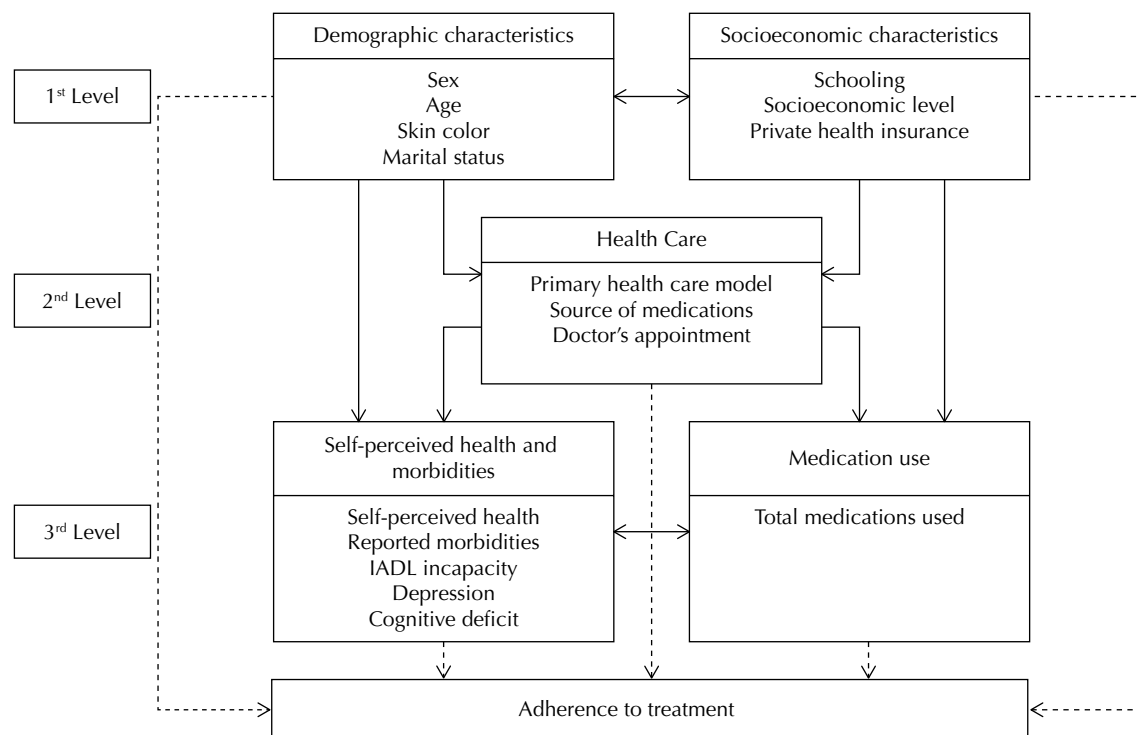 Demographic characteristics
Socioeconomic characteristics
1st Level
Sex
Age
Skin color
Marital status
Schooling
Socioeconomic level
Private health insurance
Health Care
2nd Level
Primary health care model
Source of medications
Doctor's appointment
Self-perceived health and
morbidities
Medication use
3rd Level
Self-perceived health
Reported morbidities
IADL incapacity
Depression
Cognitive deficit
Total medications used
Adherence to treatment